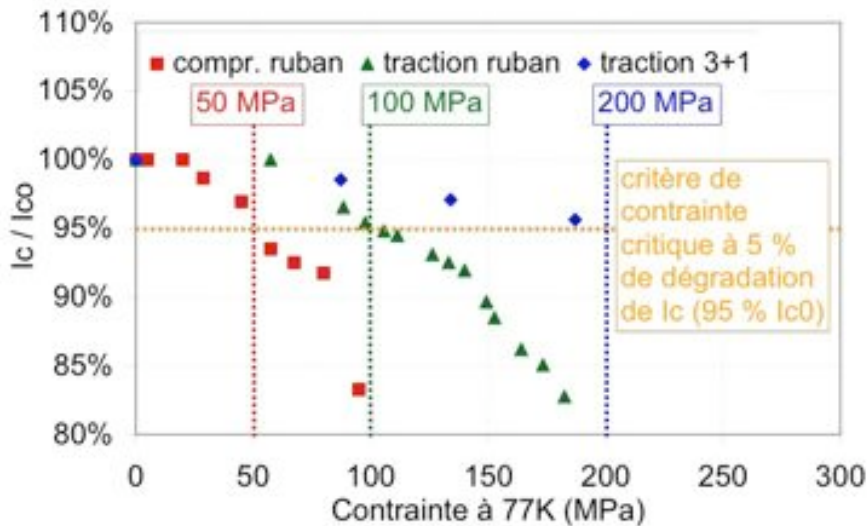 110%
compr. ruban traction ruban traction 3+1
105%
50 MPa 100 MPa 200 MPa
100%
critère de
contrainte
critique à 5 %
de dégradation
de Ic (95 % Ic0)
95%
90%
85%
80%
Ic / Ico
0 50 100 150 200 250 300
Contrainte à 77K (MPa)